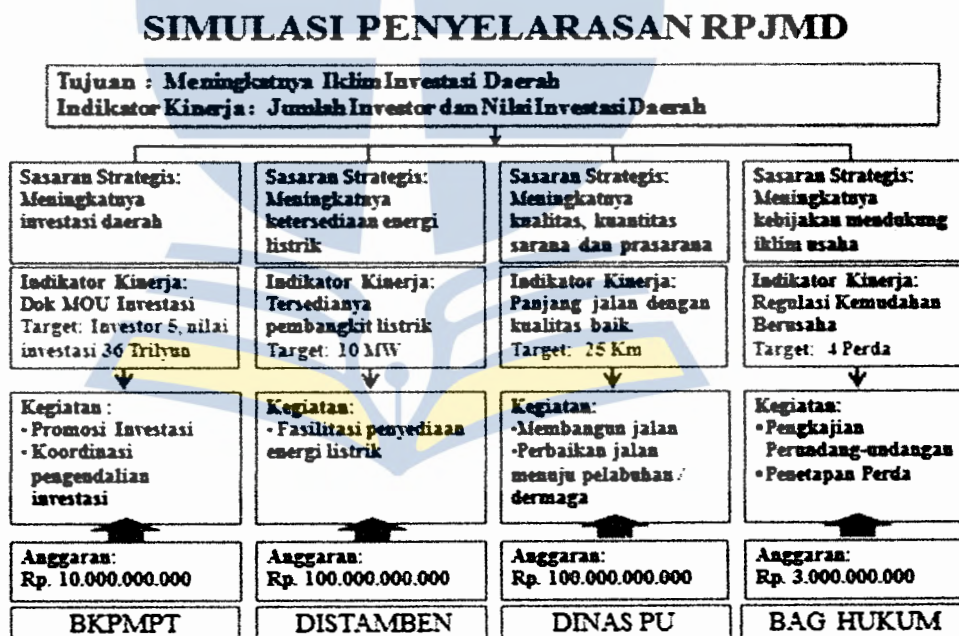 SIMULASI PENYELARASAN RPJMD
Tujuan : Meningkatnya Iklim Investasi Daerah
Indikator Kinerja : Jumlah Investor dan Nilai Investasi Daerah
Sasaran Strategis:
Meningkatnya
investasi daerah
Indikator Kinerja:
Dok MOU Investasi
Target: Investor 5, nilai
investasi 36 Trilyun
Kegiatan :
- Promosi Investasi
- Koordinasi
pengendalian
investasi
Anggaran:
Rp. 10.000.000.000
BKPMPT
Sasaran Strategis:
Meningkatnya
ketersediaan energi
listrik
Indikator Kinerja:
Tersedianya
pembangkit listrik
Target: 10 MW
Kegiatan:
- Fasilitasi penyediaan
energi listrik
Anggaran:
Rp. 100.000.000.000
DISTAMBEN
Sasaran Strategis:
Meningkatnya
kualitas, kuantitas
sarana dan prasarana
Indikator Kinerja:
Panjang jalan dengan
kualitas baik.
Target: 25 Km
Kegiatan:
-Membangun jalan
-Perbaikan jalan
menuju pelabuhan /
dermaga
Anggaran:
Rp. 100.000.000.000
DINAS PU
Sasaran Strategis:
Meningkatnya
kebijakan mendukung
iklim usaha
Indikator Kinerja:
Regulasi Kemudahan
Berusaha
Target: 4 Perda
Kegiatan:
•Pengkajian
Perundang-undangan
•Penetapan Perda
Anggaran:
Rp. 3.000.000.000
BAG HUKUM